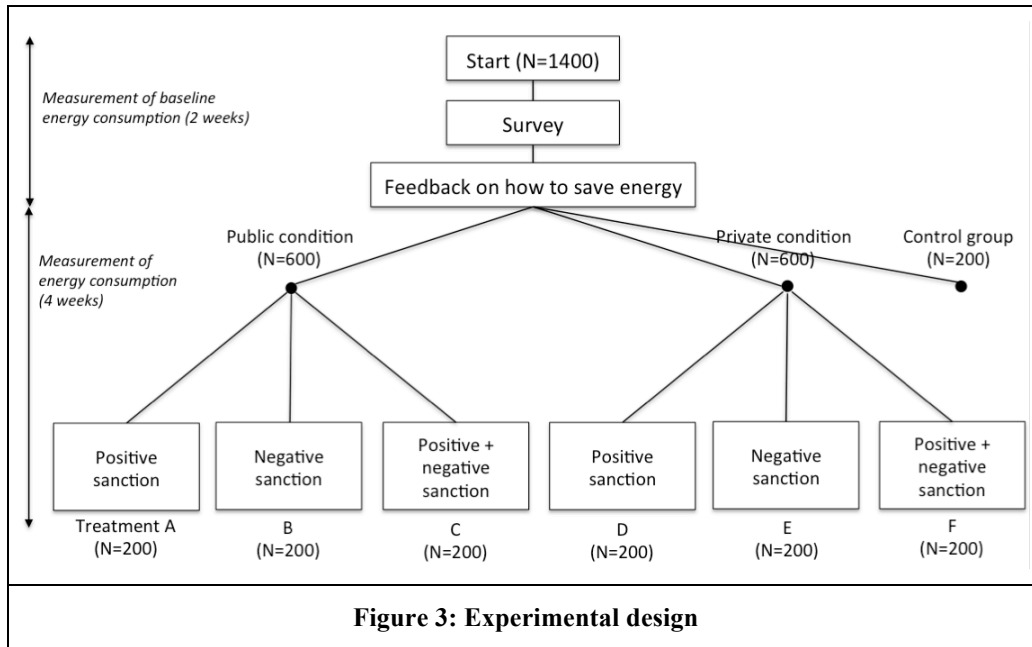 Start (N=1400)
Measurement of baseline
energy consumption (2 weeks)
Survey
Feedback on how to save energy
Public condition
(N=600)
Private condition
(N=600)
Control group
(N=200)
Measurement of
energy consumption
(4 weeks)
Positive
sanction
Negative
sanction
Positive +
negative
sanction
Positive
sanction
Negative
sanction
Positive +
negative
sanction
Treatment A
(N=200)
B
(N=200)
C
(N=200)
D
(N=200)
E
(N=200)
F
(N=200)
Figure 3: Experimental design